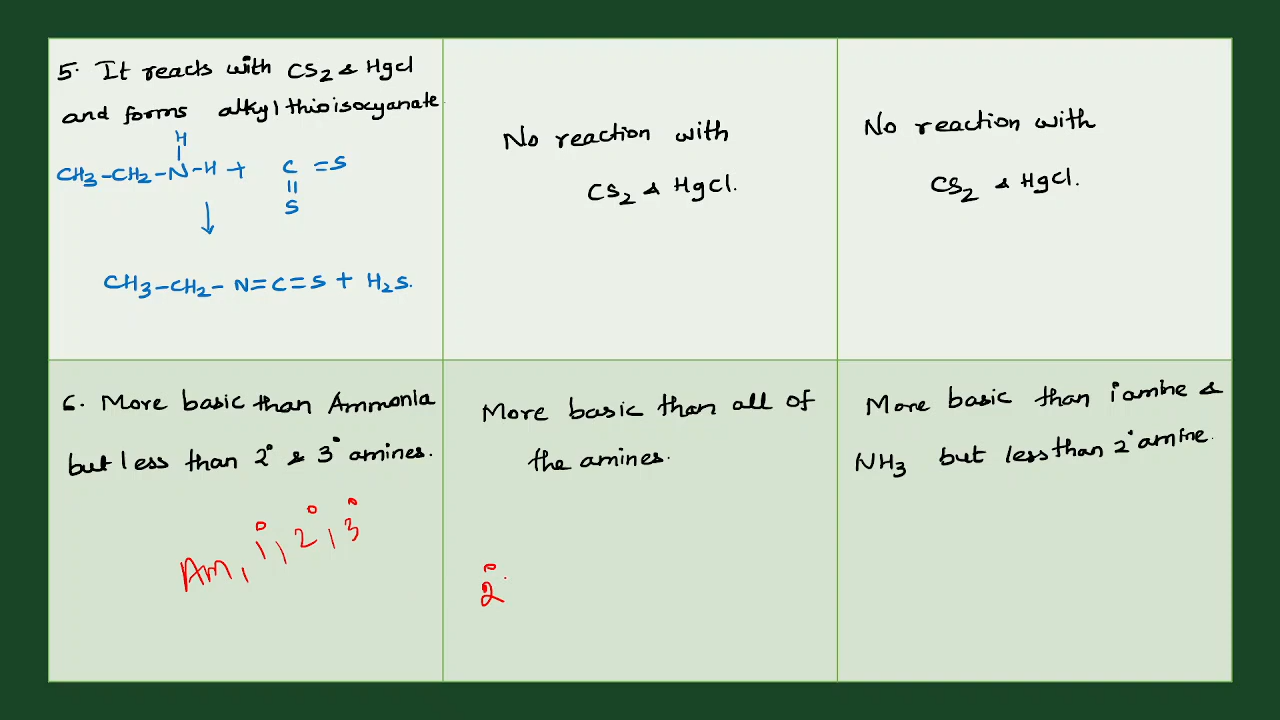 5. It reacts with CS2 & Hgcl
and forms alkylthioisocyanate
H
CH3-CH2-N-H + C =S
S
CH3-CH2-N=C=S + H2S.
No reaction with
CS2 & Hgcl.
No reaction with
CS2 & Hgcl.
6. More basic than Ammonia
but less than 2° & 3° amines.
Am, 1°, 2°, 3°
More basic than all of
the amines.
2°
More basic than 1°amine &
NH3 but less than 2°amine.